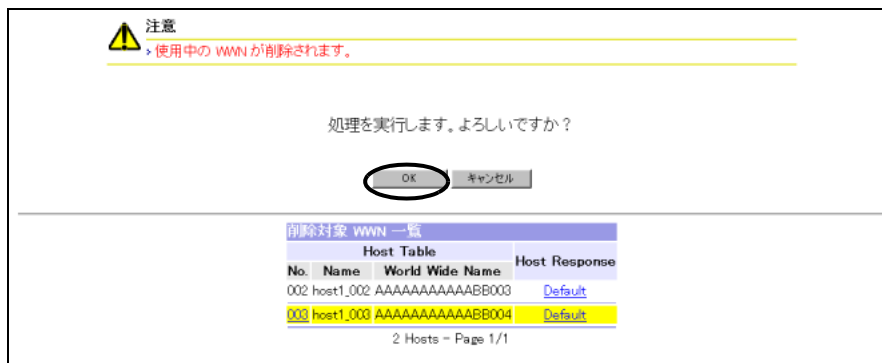 注意
使用中の WWN が削除されます。
処理を実行します。よろしいですか？
OK キャンセル
削除対象 WWN 一覧
Host Table
Host Response
No. Name World Wide Name
002 host1_002 AAAAAAAAAAABB003 Default
003 host1_003 AAAAAAAAAAABB004 Default
2 Hosts - Page 1/1